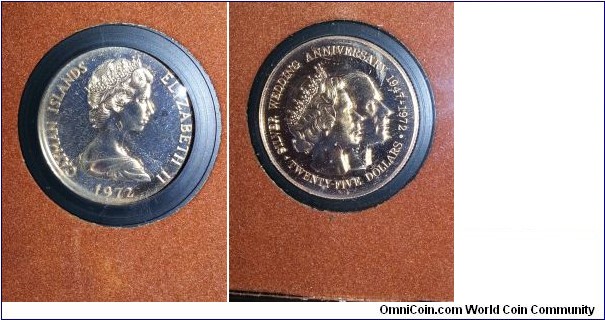 CAYMAN ISLANDS ELIZABETH II
1972
SILVER WEDDING ANNIVERSARY 1947-1972
• TWENTY-FIVE DOLLARS •
OmniCoin.com World Coin Community